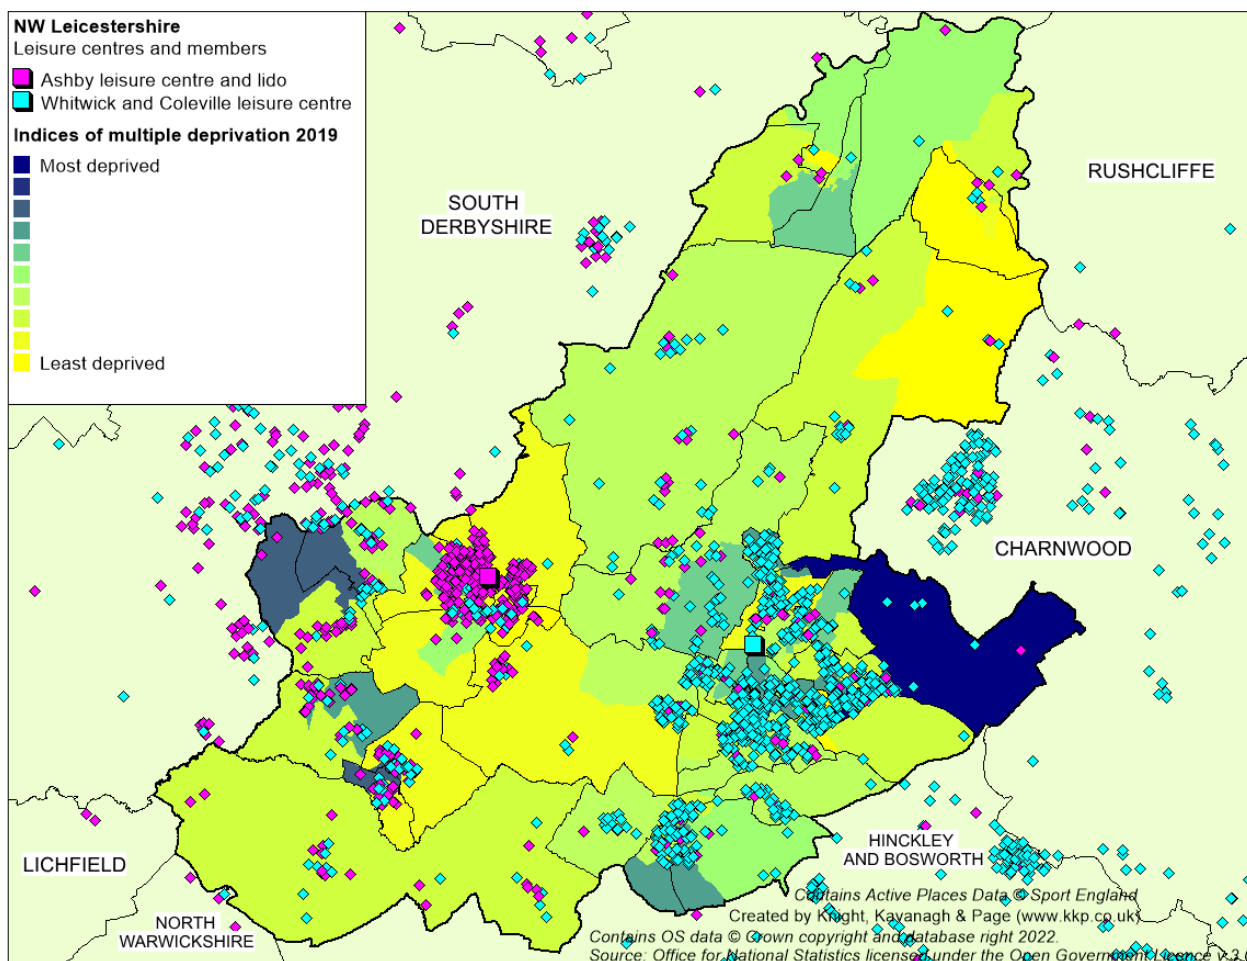 NW Leicestershire
Leisure centres and members
Ashby leisure centre and lido
Whitwick and Coleville leisure centre
Indices of multiple deprivation 2019
Most deprived
Least deprived
RUSHCLIFFE
SOUTH
DERBYSHIRE
CHARNWOOD
LICHFIELD
HINCKLEY
AND BOSWORTH
NORTH
WARWICKSHIRE
Contains Active Places Data © Sport England
Created by Knight, Kavanagh & Page (www.kkp.co.uk)
Contains OS data © Crown copyright and database right 2022.
Source: Office for National Statistics licensed under the Open Government Licence v.3.0